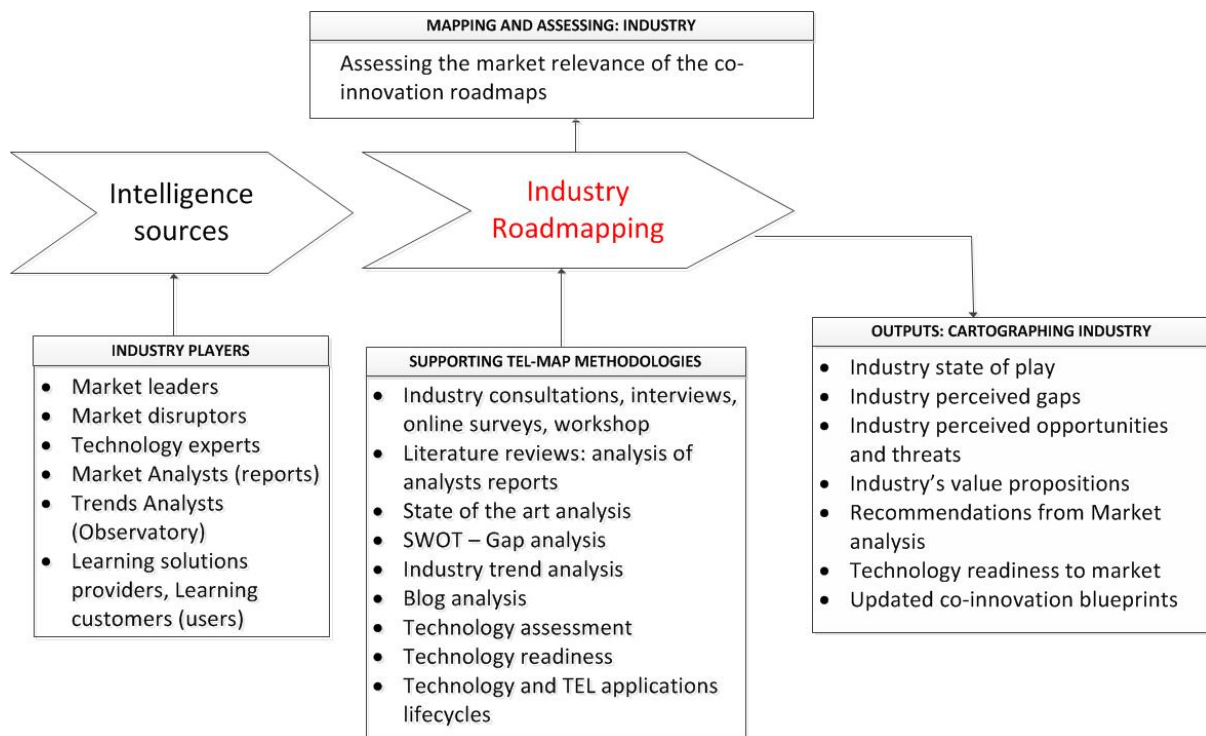 MAPPING AND ASSESSING: INDUSTRY
Assessing the market relevance of the co-
innovation roadmaps
Intelligence
sources
Industry
Roadmapping
INDUSTRY PLAYERS
• Market leaders
• Market disruptors
• Technology experts
• Market Analysts (reports)
• Trends Analysts
(Observatory)
• Learning solutions
providers, Learning
customers (users)
SUPPORTING TEL-MAP METHODOLOGIES
• Industry consultations, interviews,
online surveys, workshop
• Literature reviews: analysis of
analysts reports
• State of the art analysis
• SWOT – Gap analysis
• Industry trend analysis
• Blog analysis
• Technology assessment
• Technology readiness
• Technology and TEL applications
lifecycles
OUTPUTS: CARTOGRAPHING INDUSTRY
• Industry state of play
• Industry perceived gaps
• Industry perceived opportunities
and threats
• Industry’s value propositions
• Recommendations from Market
analysis
• Technology readiness to market
• Updated co-innovation blueprints